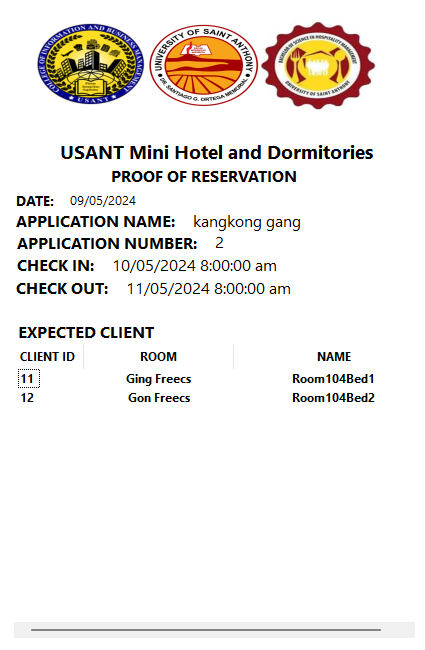 COLLEGE OF INFORMATION AND BUSINESS MANAGEMENT
USANT
UNIVERSITY OF SAINT ANTHONY
DR. SANTIAGO G. ORTEGA MEMORIAL
BACHELOR OF SCIENCE IN HOSPITALITY MANAGEMENT
UNIVERSITY OF SAINT ANTHONY
USANT Mini Hotel and Dormitories
PROOF OF RESERVATION
DATE: 09/05/2024
APPLICATION NAME: kangkong gang
APPLICATION NUMBER: 2
CHECK IN: 10/05/2024 8:00:00 am
CHECK OUT: 11/05/2024 8:00:00 am
EXPECTED CLIENT
CLIENT ID ROOM NAME
11 Ging Freecs Room104Bed1
12 Gon Freecs Room104Bed2